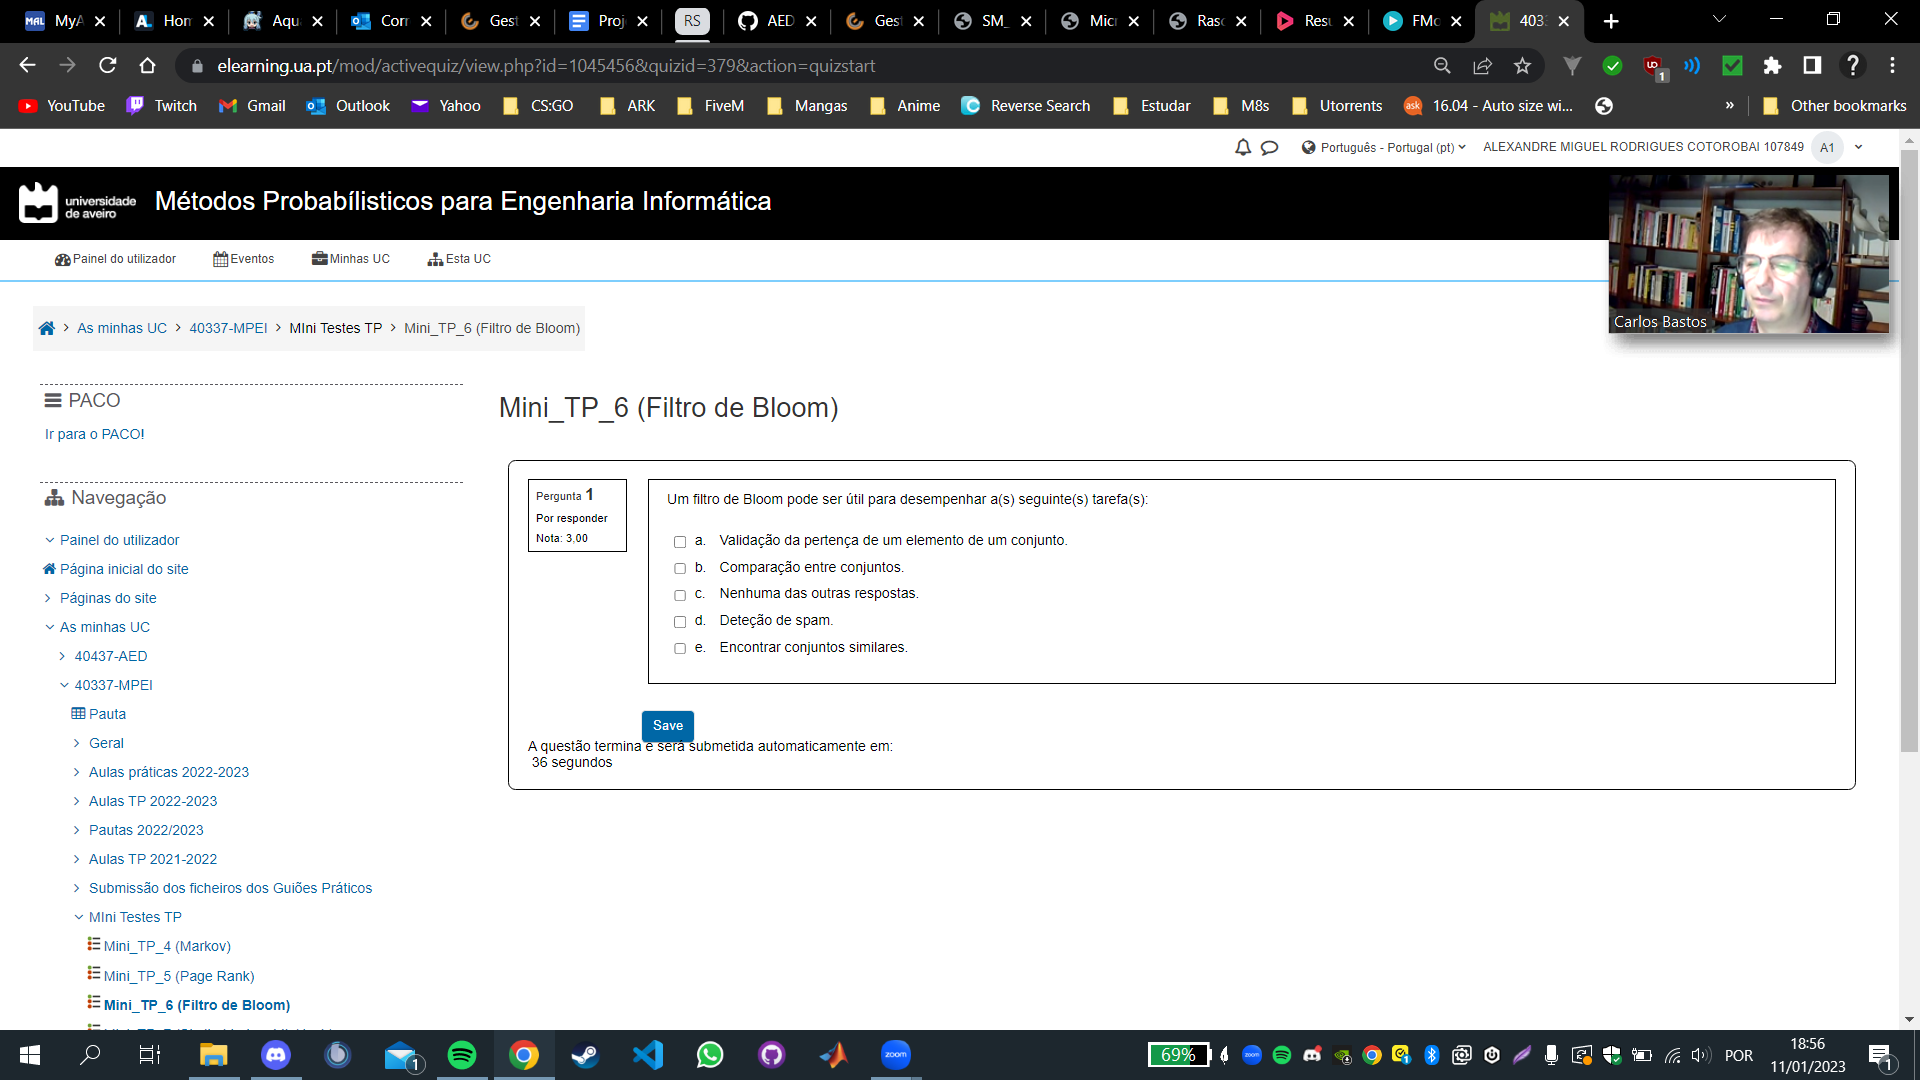 MyA
Hom
Aqua
Corr
Gest
Proje
RS
AED
Gest
SM_
Micr
Rasc
Resu
FMo
403
elearning.ua.pt/mod/activequiz/view.php?id=1045456&quizid=379&action=quizstart
YouTube
Twitch
Gmail
Outlook
Yahoo
CS:GO
ARK
FiveM
Mangas
Anime
Reverse Search
Estudar
M8s
Utorrents
16.04 - Auto size wi...
»
Other bookmarks
Português - Portugal (pt)
ALEXANDRE MIGUEL RODRIGUES COTOROBAI 107849
A1
universidade
de aveiro
Métodos Probabílisticos para Engenharia Informática
Painel do utilizador
Eventos
Minhas UC
Esta UC
Carlos Bastos
As minhas UC > 40337-MPEI > MIni Testes TP > Mini_TP_6 (Filtro de Bloom)
PACO
Ir para o PACO!
Navegação
Painel do utilizador
Página inicial do site
Páginas do site
As minhas UC
40437-AED
40337-MPEI
Pauta
Geral
Aulas práticas 2022-2023
Aulas TP 2022-2023
Pautas 2022/2023
Aulas TP 2021-2022
Submissão dos ficheiros dos Guiões Práticos
MIni Testes TP
Mini_TP_4 (Markov)
Mini_TP_5 (Page Rank)
Mini_TP_6 (Filtro de Bloom)
Mini_TP_6 (Filtro de Bloom)
Pergunta 1
Por responder
Nota: 3,00
Um filtro de Bloom pode ser útil para desempenhar a(s) seguinte(s) tarefa(s):
a. Validação da pertença de um elemento de um conjunto.
b. Comparação entre conjuntos.
c. Nenhuma das outras respostas.
d. Deteção de spam.
e. Encontrar conjuntos similares.
Save
A questão termina e será submetida automaticamente em:
36 segundos
69%
POR
18:56
11/01/2023